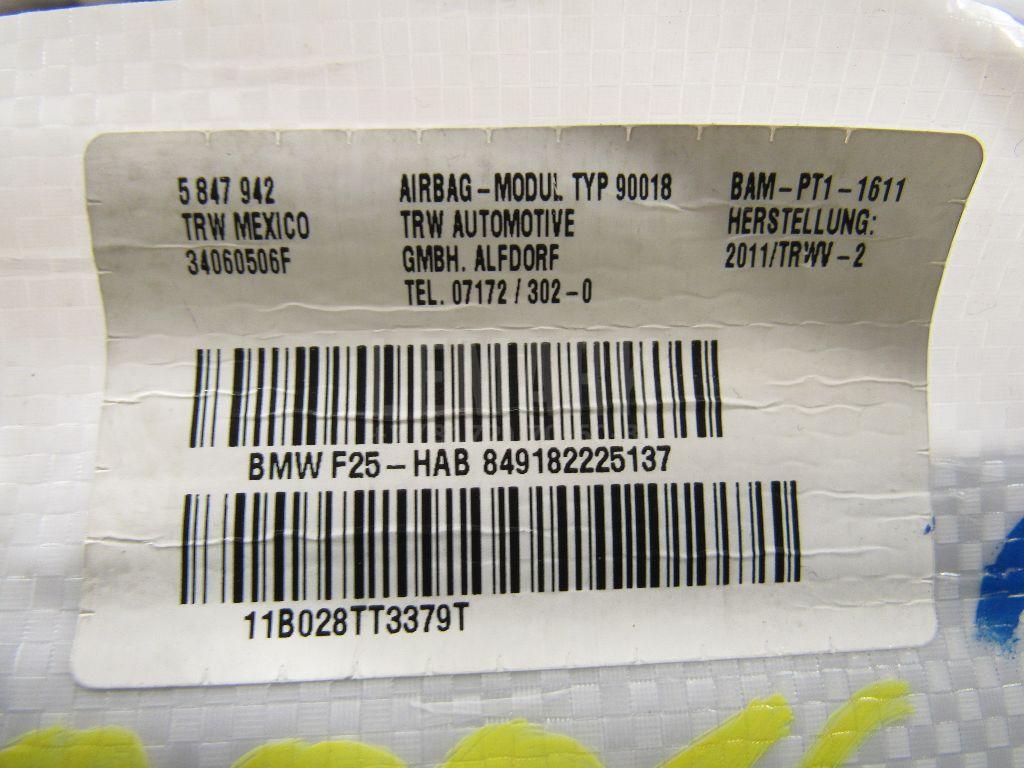 5 847 942
TRW MEXICO
34060506F
AIRBAG-MODUL TYP 90018
TRW AUTOMOTIVE
GMBH. ALFDORF
TEL. 07172 / 302-0
BAM-PT1-1611
HERSTELLUNG:
2011/TRWV-2
BMW F25-HAB 849182225137
11B028TT3379T